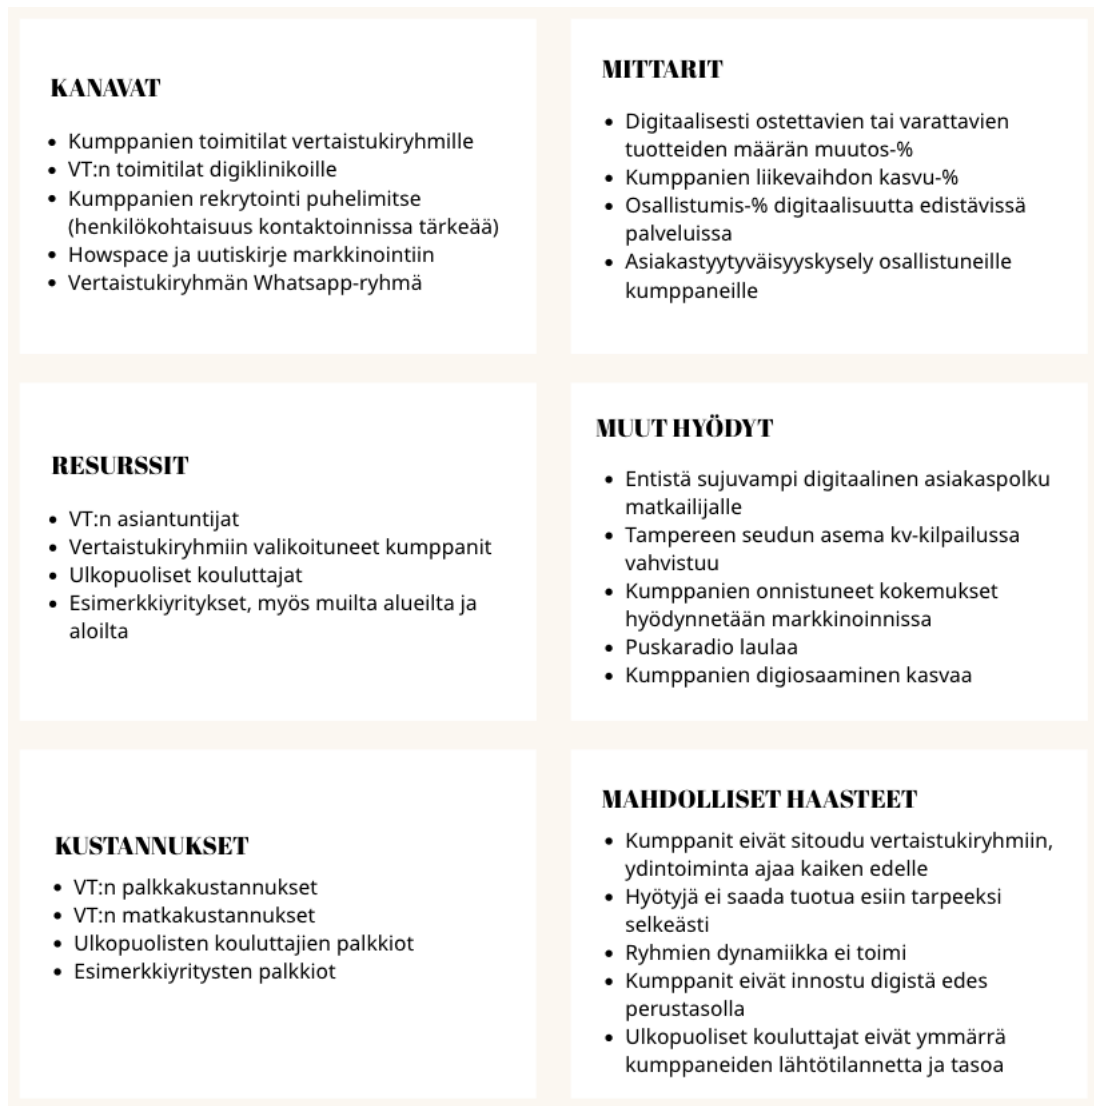 KANAVAT
• Kumppanien toimitilat vertaistukiryhmille
• VT:n toimitilat digiklinikoille
• Kumppanien rekrytointi puhelimitse
(henkilökohtaisuus kontaktoinnissa tärkeää)
• Howspace ja uutiskirje markkinointiin
• Vertaistukiryhmän Whatsapp-ryhmä
MITTARIT
• Digitaalisesti ostettavien tai varattavien
tuotteiden määrän muutos-%
• Kumppanien liikevaihdon kasvu-%
• Osallistumis-% digitaalisuutta edistävissä
palveluissa
• Asiakastyytyväisyyskysely osallistuneille
kumppaneille
RESURSSIT
• VT:n asiantuntijat
• Vertaistukiryhmiin valikoituneet kumppanit
• Ulkopuoliset kouluttajat
• Esimerkkiyritykset, myös muilta alueilta ja
aloilta
MUUT HYÖDYT
• Entistä sujuvampi digitaalinen asiakaspolku
matkailijalle
• Tampereen seudun asema kv-kilpailussa
vahvistuu
• Kumppanien onnistuneet kokemukset
hyödynnetään markkinoinnissa
• Puskaradio laulaa
• Kumppanien digiosaaminen kasvaa
KUSTANNUKSET
• VT:n palkkakustannukset
• VT:n matkakustannukset
• Ulkopuolisten kouluttajien palkkiot
• Esimerkkiyritysten palkkiot
MAHDOLLISET HAASTEET
• Kumppanit eivät sitoudu vertaistukiryhmiin,
ydintoiminta ajaa kaiken edelle
• Hyötyjä ei saada tuotua esiin tarpeeksi
selkeästi
• Ryhmien dynamiikka ei toimi
• Kumppanit eivät innostu digistä edes
perustasolla
• Ulkopuoliset kouluttajat eivät ymmärrä
kumppaneiden lähtötilannetta ja tasoa